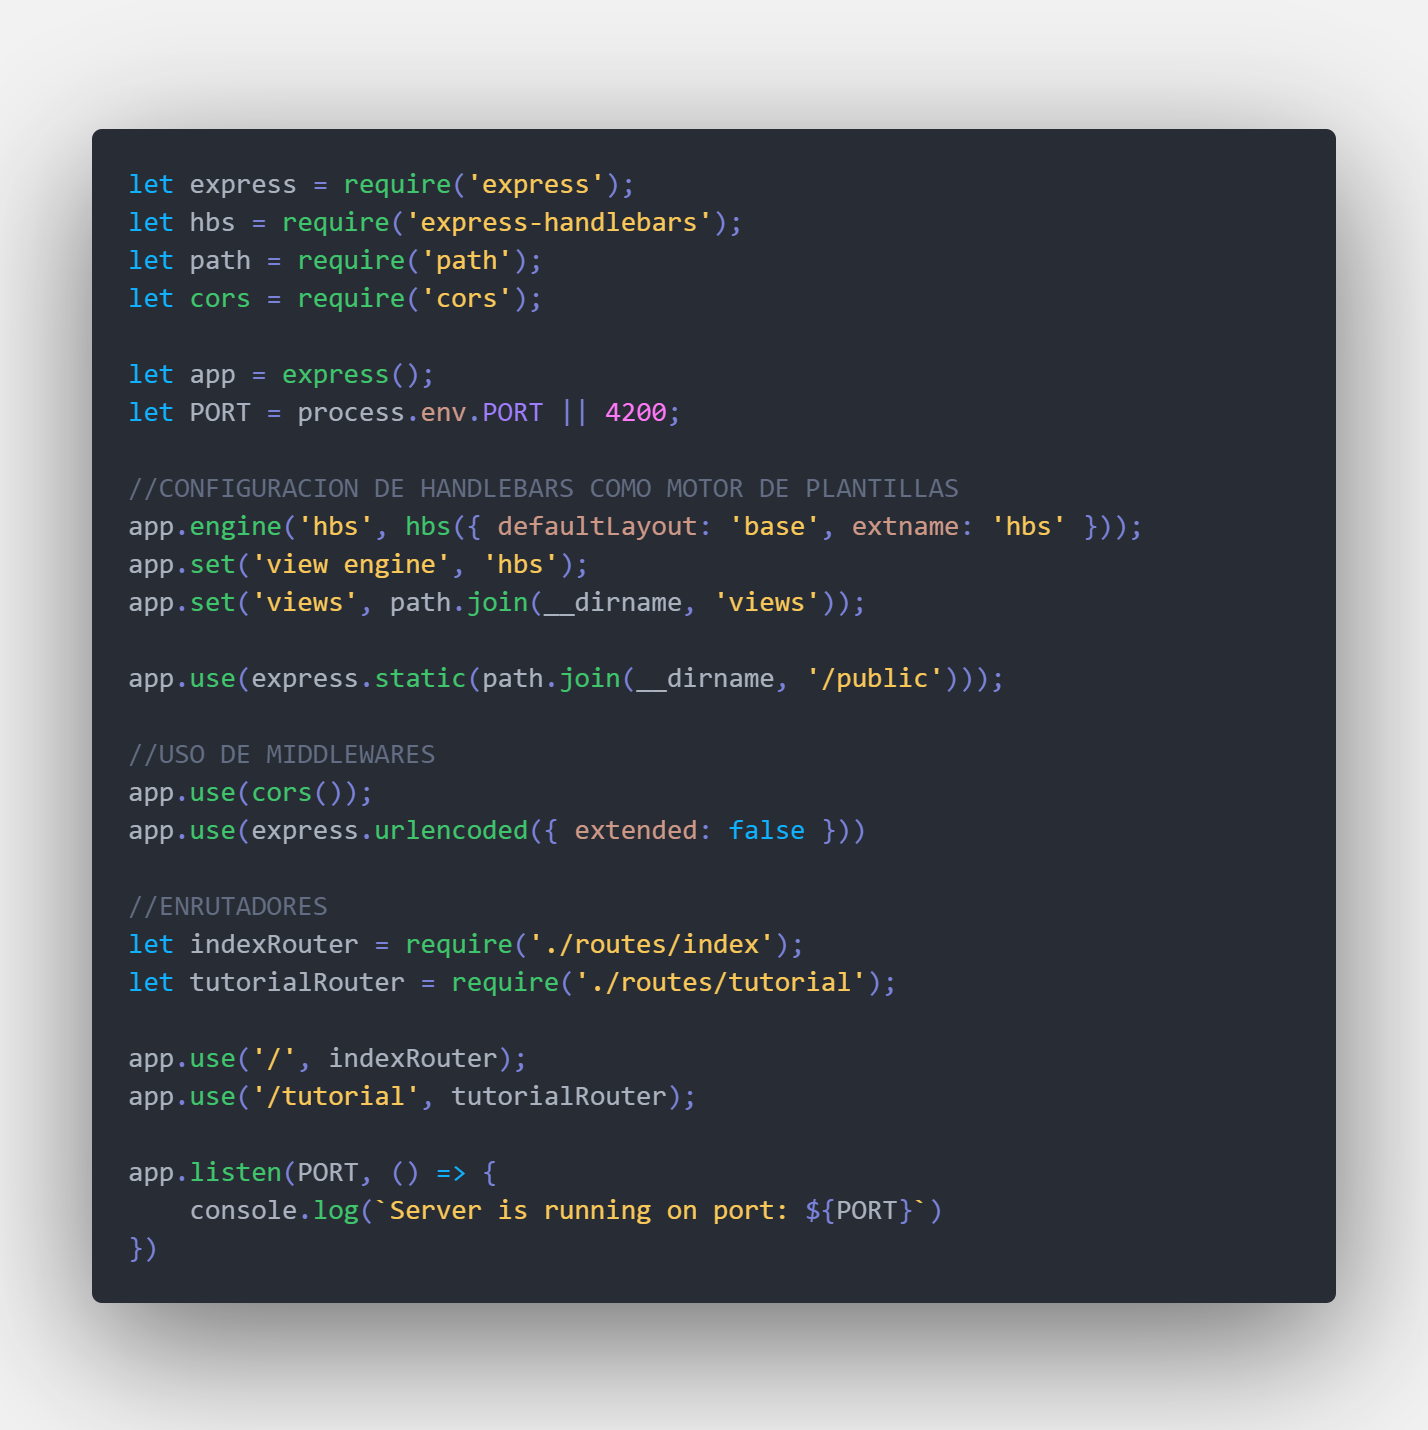 let express = require('express');
let hbs = require('express-handlebars');
let path = require('path');
let cors = require('cors');

let app = express();
let PORT = process.env.PORT || 4200;

//CONFIGURACION DE HANDLEBARS COMO MOTOR DE PLANTILLAS
app.engine('hbs', hbs({ defaultLayout: 'base', extname: 'hbs' }));
app.set('view engine', 'hbs');
app.set('views', path.join(__dirname, 'views'));

app.use(express.static(path.join(__dirname, '/public')));

//USO DE MIDDLEWARES
app.use(cors());
app.use(express.urlencoded({ extended: false }))

//ENRUTADORES
let indexRouter = require('./routes/index');
let tutorialRouter = require('./routes/tutorial');

app.use('/', indexRouter);
app.use('/tutorial', tutorialRouter);

app.listen(PORT, () => {
    console.log(`Server is running on port: ${PORT}`)
})